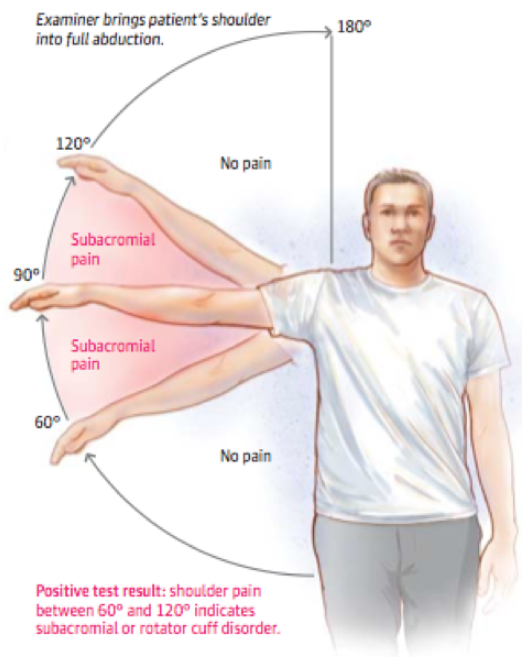 Examiner brings patient's shoulder
into full abduction.
180°
120°
No pain
Subacromial
pain
90°
Subacromial
pain
60°
No pain
Positive test result: shoulder pain
between 60° and 120° indicates
subacromial or rotator cuff disorder.